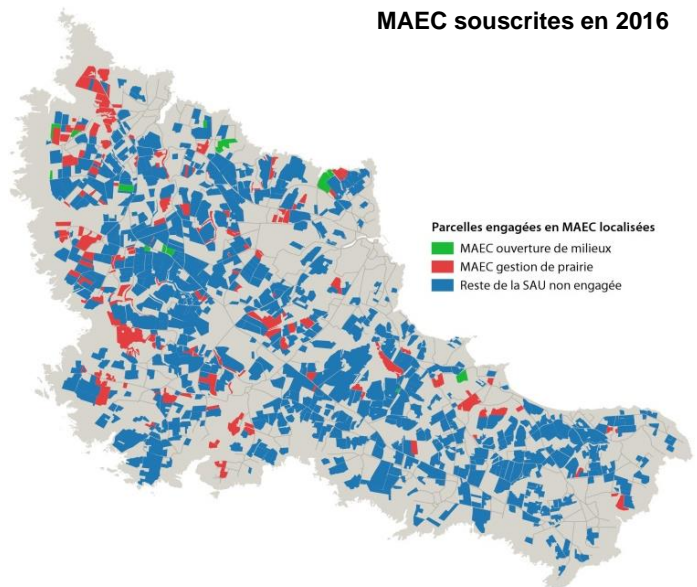 MAEC souscrites en 2016
Parcelles engagées en MAEC localisées
MAEC ouverture de milieux
MAEC gestion de prairie
Reste de la SAU non engagée